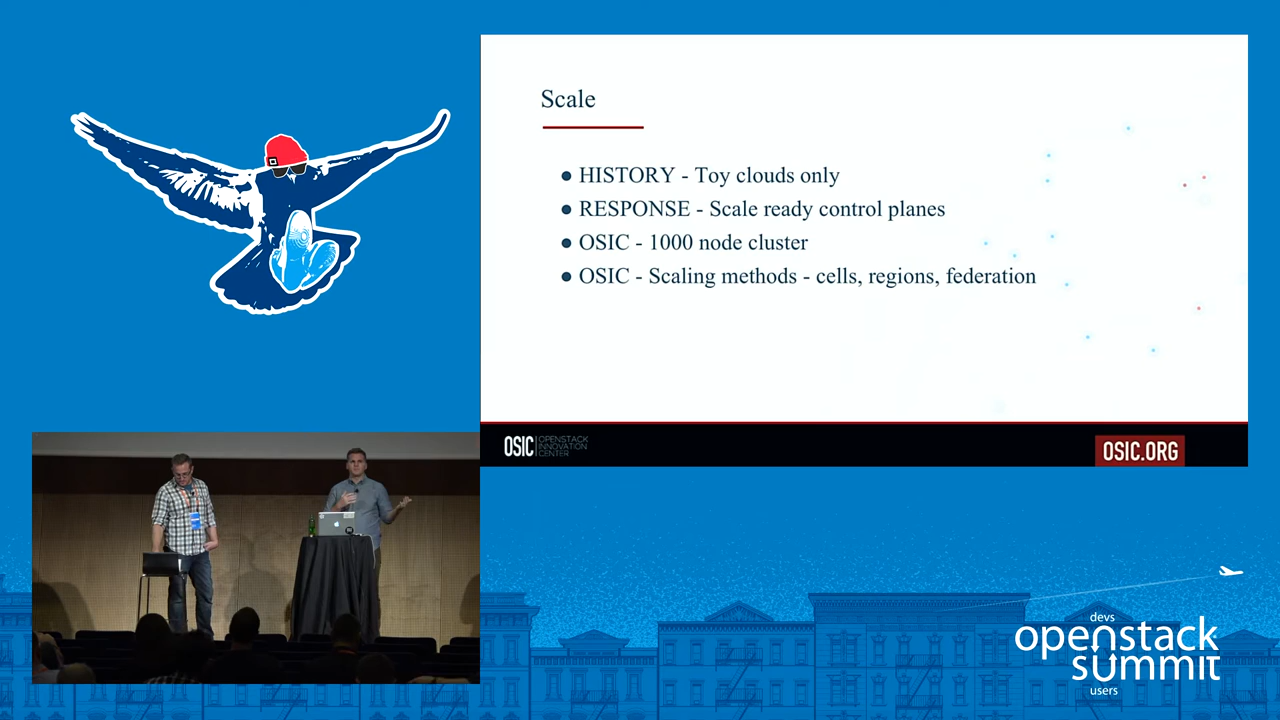 Scale
● HISTORY - Toy clouds only
● RESPONSE - Scale ready control planes
● OSIC - 1000 node cluster
● OSIC - Scaling methods - cells, regions, federation
OSIC
OPENSTACK
INNOVATION
CENTER
OSIC.ORG
devs
openstack
summit
users